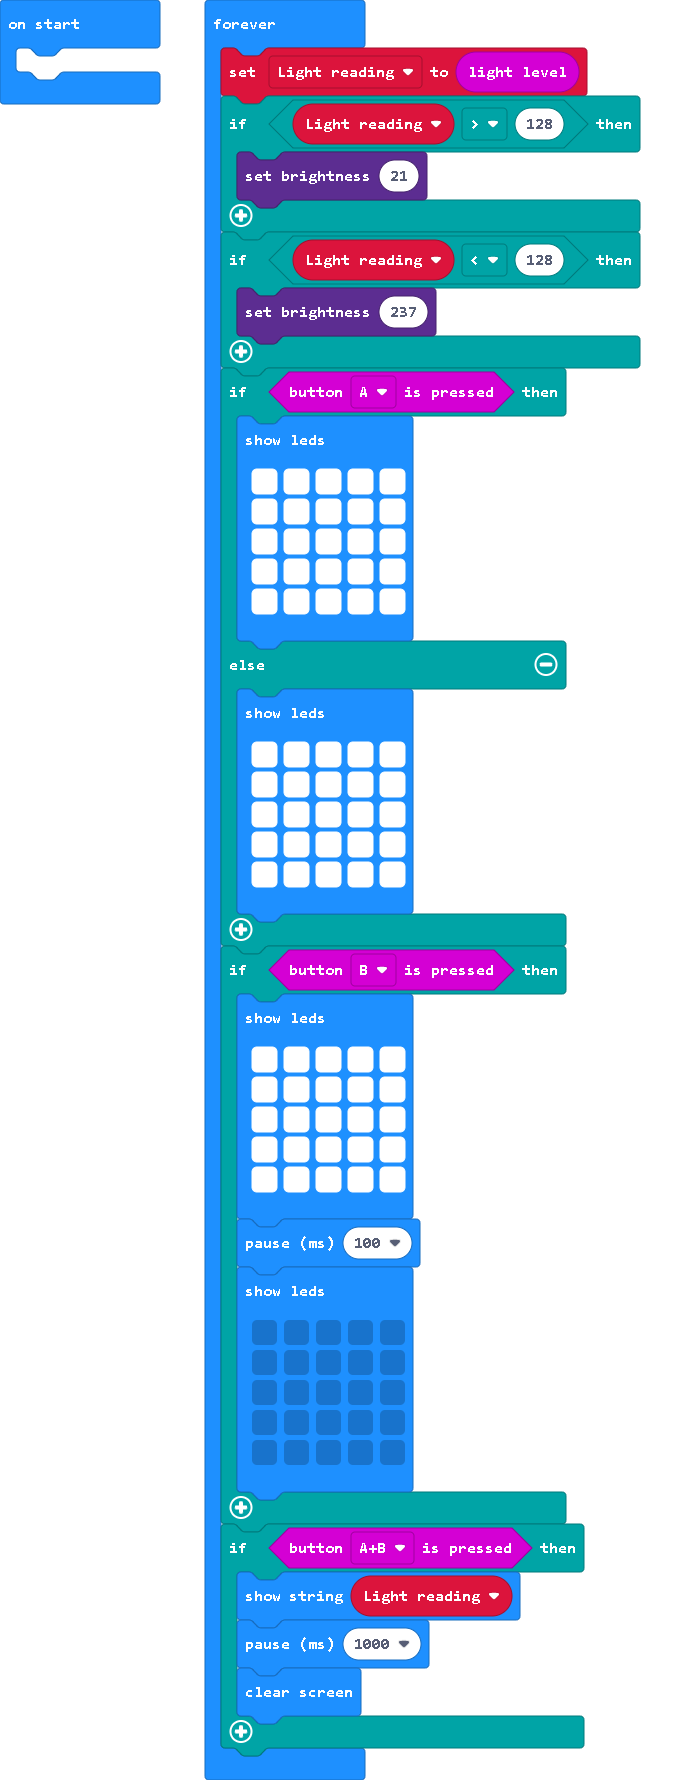 on start
forever
set Light reading to light level
if Light reading > 128 then
set brightness 21
if Light reading < 128 then
set brightness 237
if button A is pressed then
show leds
else
show leds
if button B is pressed then
show leds
pause (ms) 100
show leds
if button A+B is pressed then
show string Light reading
pause (ms) 1000
clear screen